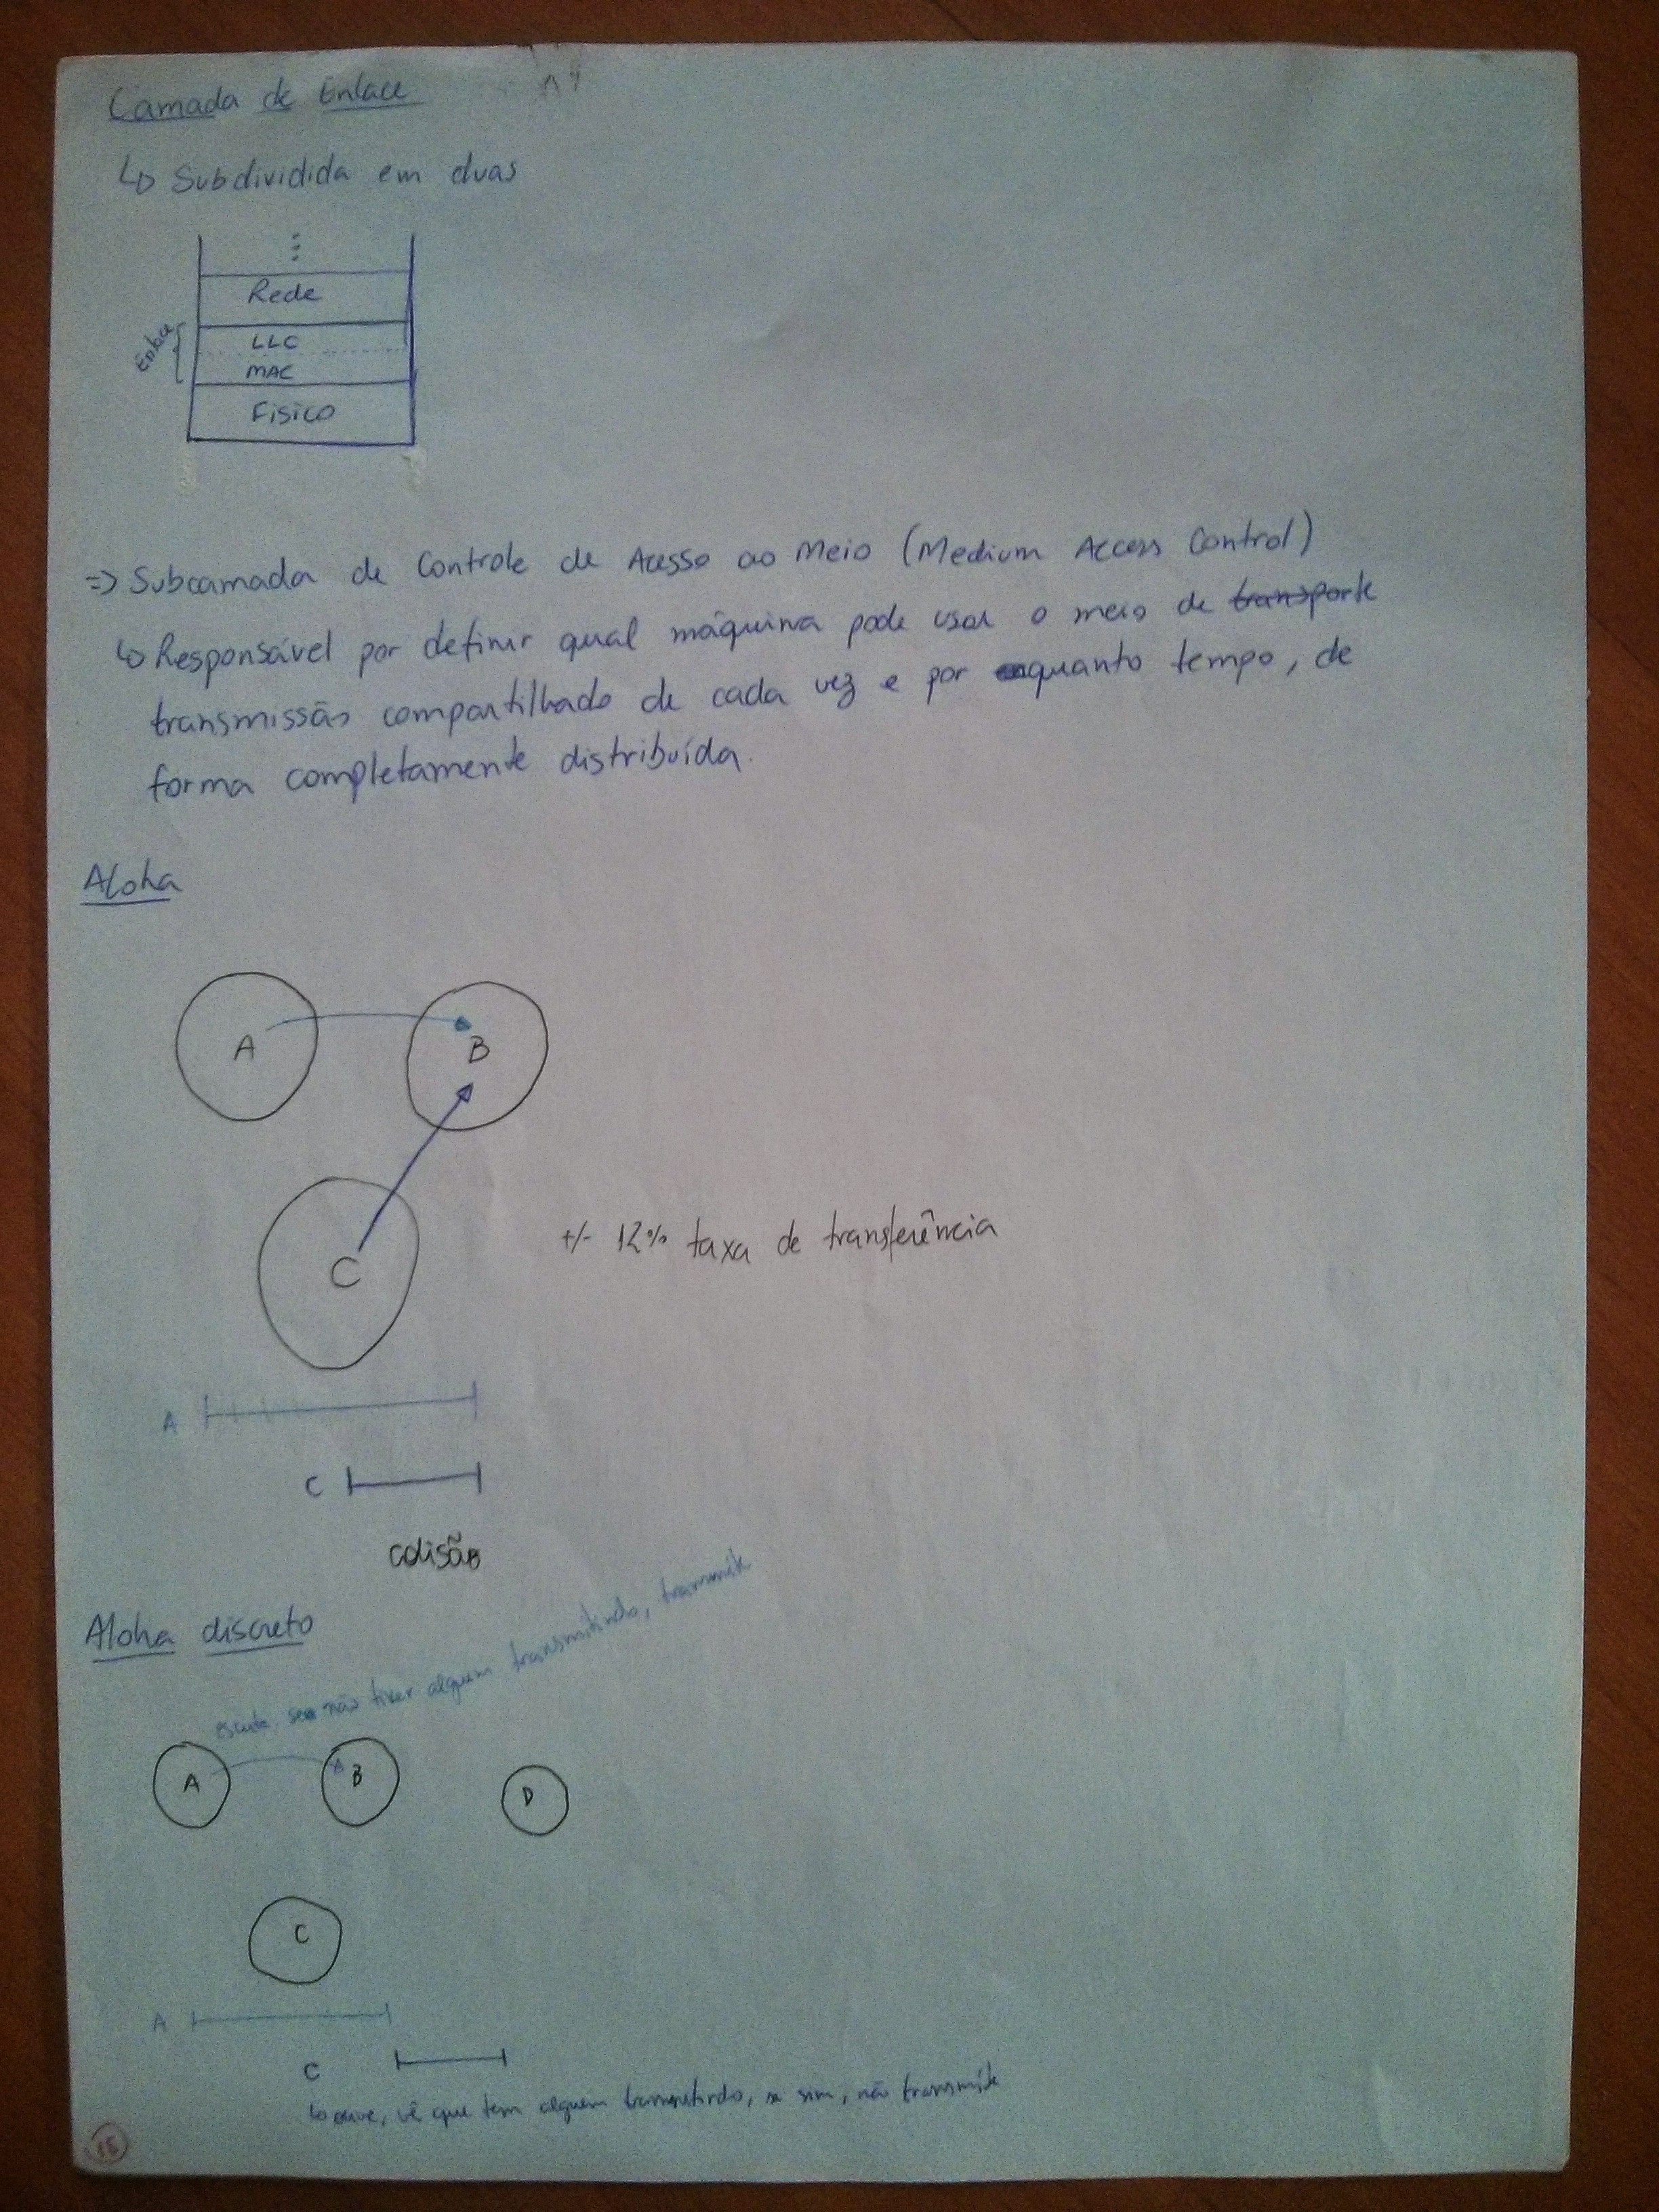 Camada de Enlace
↳ Subdividida em duas
⋮
Rede
Enlace
LLC
MAC
Fisico
=> Subcamada de Controle de Acesso ao Meio (Medium Access Control)
↳ Responsável por definir qual máquina pode usar o meio de transporte
transmissão compartilhado de cada vez e por quanto tempo, de
forma completamente distribuída.
Aloha
A
B
C
+/- 12% taxa de transferência
A
C
colisão
Aloha discreto
escuta se não tiver alguem transmitindo, transmite
A
B
D
C
A
C
↳ ouve, vê que tem alguem transmitindo, se sim, não transmite
15